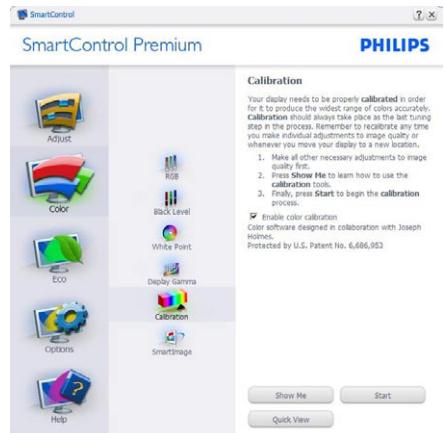 SmartControl
SmartControl Premium
PHILIPS
Adjust
Color
Eco
Options
Help
RGB
Black Level
White Point
Display Gamma
Calibration
SmartImage
Calibration
Your display needs to be properly calibrated in order
for it to produce the widest range of colors accurately.
Calibration should always take place as the last tuning
step in the process. Remember to recalibrate any time
you make individual adjustments to image quality or
whenever you move your display to a new location.
1. Make all other necessary adjustments to image
quality first.
2. Press Show Me to learn how to use the
calibration tools.
3. Finally, press Start to begin the calibration
process.
Enable color calibration
Color software designed in collaboration with Joseph
Holmes.
Protected by U.S. Patent No. 6,686,953
Show Me
Start
Quick View